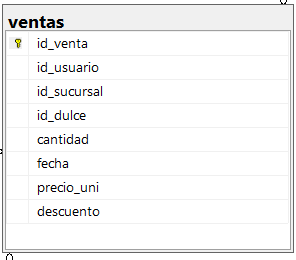 ventas
id_venta
id_usuario
id_sucursal
id_dulce
cantidad
fecha
precio_uni
descuento